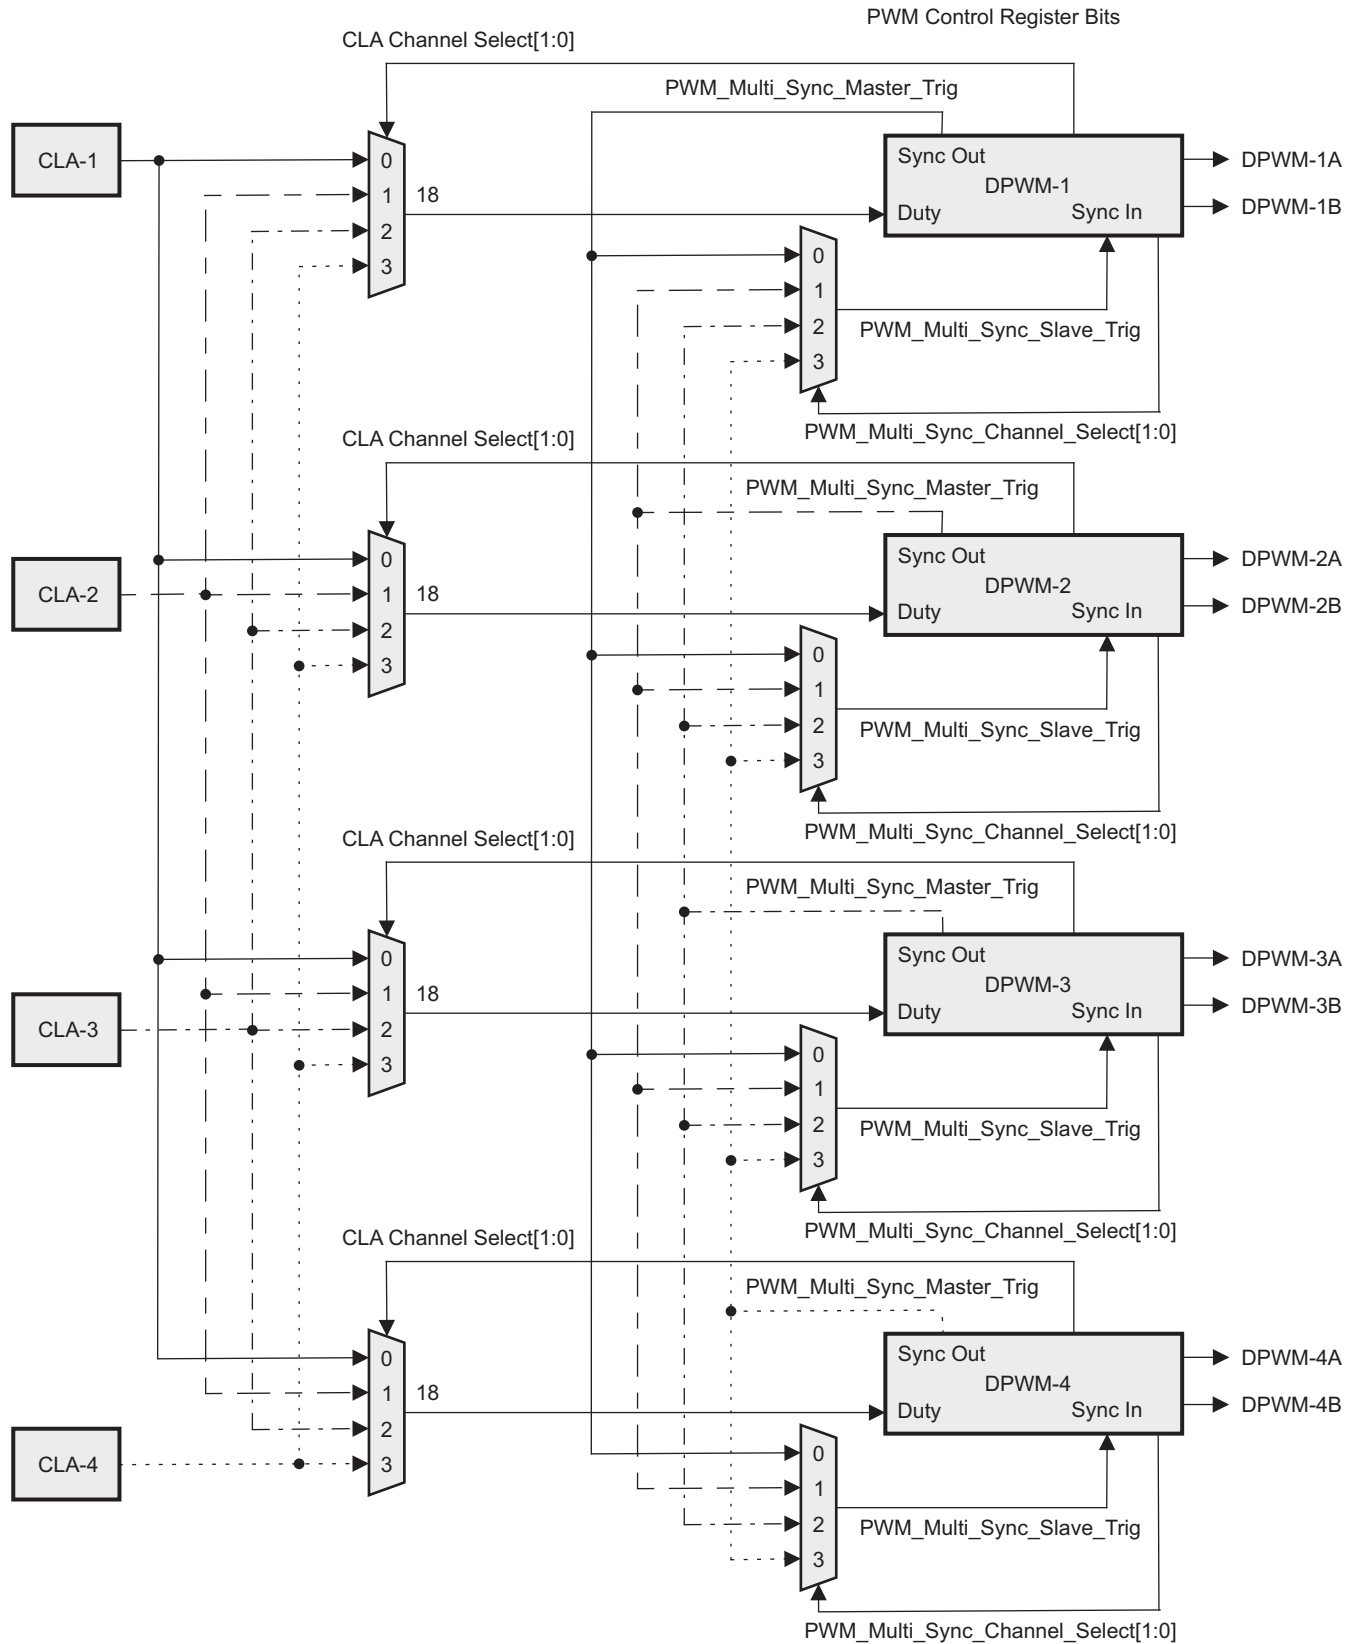 PWM Control Register Bits
CLA Channel Select[1:0]
PWM_Multi_Sync_Master_Trig
CLA-1
0
1
2
3
18
Sync Out
DPWM-1
Duty
Sync In
DPWM-1A
DPWM-1B
0
1
2
3
PWM_Multi_Sync_Slave_Trig
PWM_Multi_Sync_Channel_Select[1:0]
CLA Channel Select[1:0]
PWM_Multi_Sync_Master_Trig
CLA-2
0
1
2
3
18
Sync Out
DPWM-2
Duty
Sync In
DPWM-2A
DPWM-2B
0
1
2
3
PWM_Multi_Sync_Slave_Trig
PWM_Multi_Sync_Channel_Select[1:0]
CLA Channel Select[1:0]
PWM_Multi_Sync_Master_Trig
CLA-3
0
1
2
3
18
Sync Out
DPWM-3
Duty
Sync In
DPWM-3A
DPWM-3B
0
1
2
3
PWM_Multi_Sync_Slave_Trig
PWM_Multi_Sync_Channel_Select[1:0]
CLA Channel Select[1:0]
PWM_Multi_Sync_Master_Trig
CLA-4
0
1
2
3
18
Sync Out
DPWM-4
Duty
Sync In
DPWM-4A
DPWM-4B
0
1
2
3
PWM_Multi_Sync_Slave_Trig
PWM_Multi_Sync_Channel_Select[1:0]